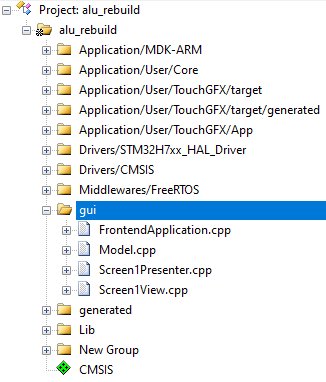 Project: alu_rebuild
alu_rebuild
Application/MDK-ARM
Application/User/Core
Application/User/TouchGFX/target
Application/User/TouchGFX/target/generated
Application/User/TouchGFX/App
Drivers/STM32H7xx_HAL_Driver
Drivers/CMSIS
Middlewares/FreeRTOS
gui
FrontendApplication.cpp
Model.cpp
Screen1Presenter.cpp
Screen1View.cpp
generated
Lib
New Group
CMSIS